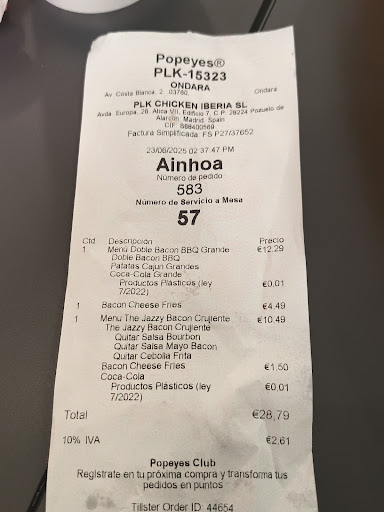 Popeyes®
PLK-15323
ONDARA
Av. Costa Blanca, 2, 03760, Ondara
PLK CHICKEN IBERIA SL
Avda. Europa, 26. Atica VII, Edificio 7, C.P. 28224 Pozuelo de
Alarcon, Madrid, Spain
CIF: B88400569
Factura Simplificada: FS P27/37652
23/06/2025 02:37:47 PM
Ainhoa
Número de pedido
583
Número de Servicio a Mesa
57
Ctd Descripción Precio
1 Menú Doble Bacon BBQ Grande €12.29
Doble Bacon BBQ
Patatas Cajun Grandes
Coca-Cola Grande
Productos Plásticos (ley €0,01
7/2022)
1 Bacon Cheese Fries €4,49
1 Menu The Jazzy Bacon Crujiente €10,49
The Jazzy Bacon Crujiente
Quitar Salsa Bourbon
Quitar Salsa Mayo Bacon
Quitar Cebolla Frita
Bacon Cheese Fries €1,50
Coca-Cola
Productos Plásticos (ley €0,01
7/2022)
Total €28,79
10% IVA €2,61
Popeyes Club
Regístrate en tu próxima compra y transforma tus
pedidos en puntos
Tillster Order ID: 44654